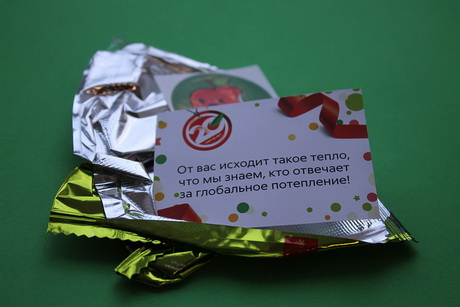 От вас исходит такое тепло,
что мы знаем, кто отвечает
за глобальное потепление!